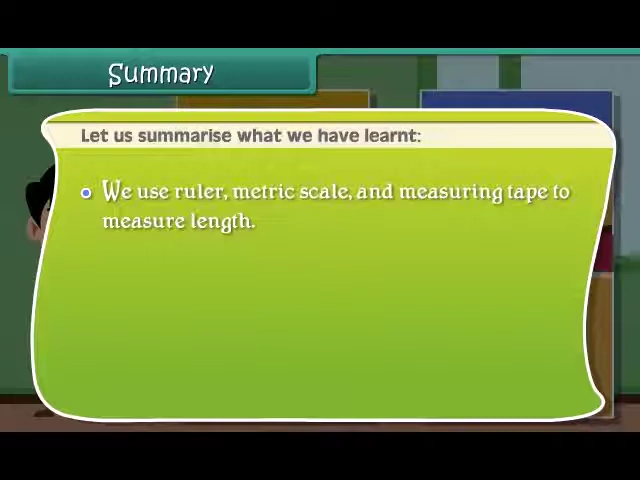 Summary
Let us summarise what we have learnt:
We use ruler, metric scale, and measuring tape to
measure length.